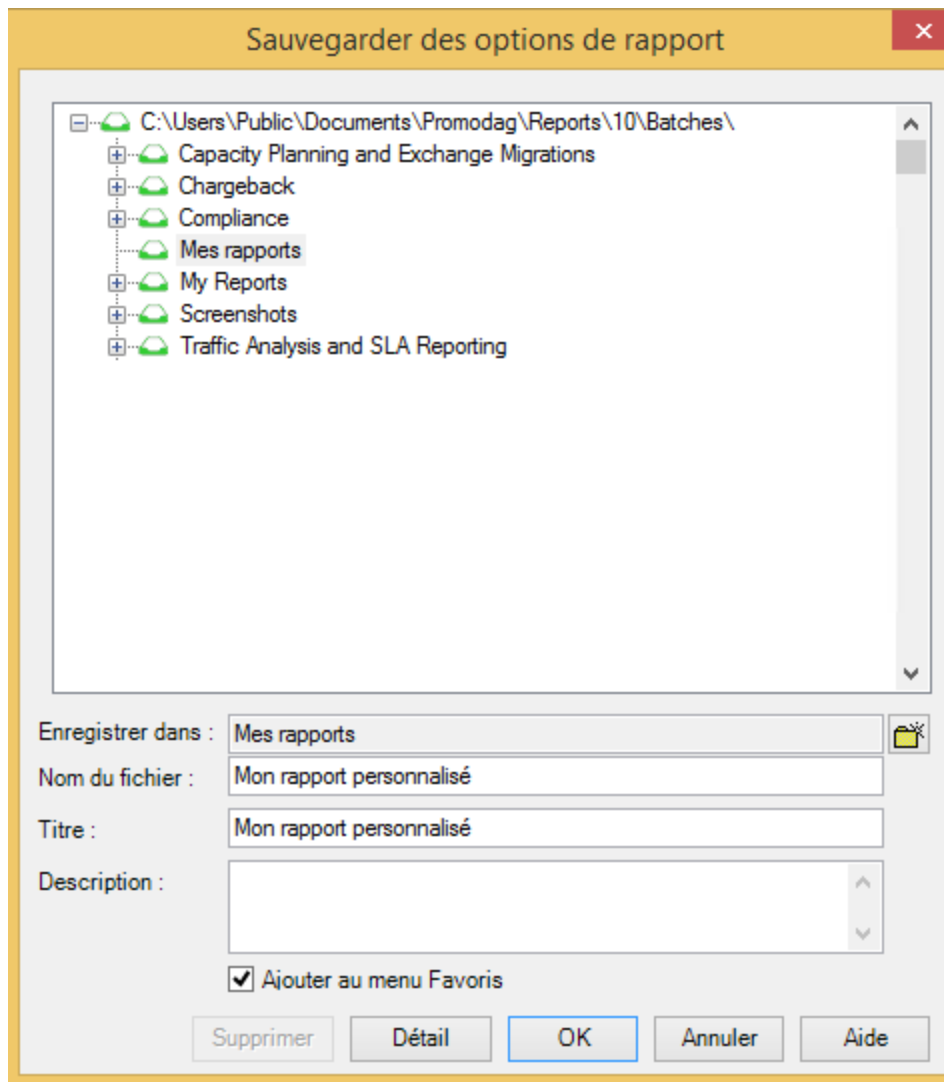 Sauvegarder des options de rapport
C:\Users\Public\Documents\Promodag\Reports\10\Batches\
Capacity Planning and Exchange Migrations
Chargeback
Compliance
Mes rapports
My Reports
Screenshots
Traffic Analysis and SLA Reporting
Enregistrer dans : Mes rapports
Nom du fichier : Mon rapport personnalisé
Titre : Mon rapport personnalisé
Description :
Ajouter au menu Favoris
Supprimer Détail OK Annuler Aide